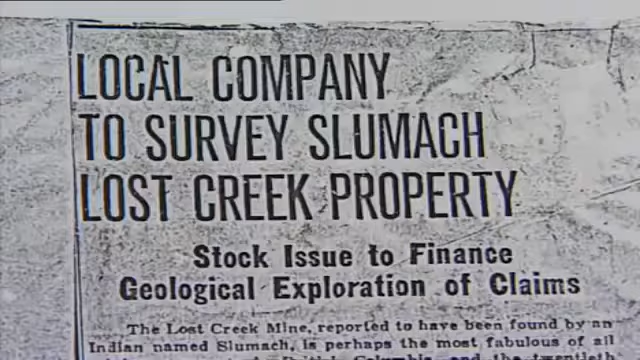 LOCAL COMPANY
TO SURVEY SLUMACH
LOST CREEK PROPERTY
Stock Issue to Finance
Geological Exploration of Claims
The Lost Creek Mine, reported to have been found by an
Indian named Slumach, is perhaps the most fabulous of all